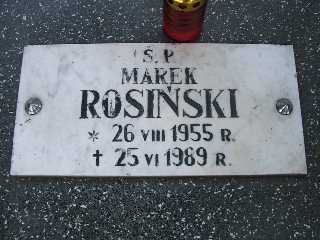 Ś. P.
MAREK
ROSIŃSKI
* 26 VIII 1955 R.
† 25 VI 1989 R.